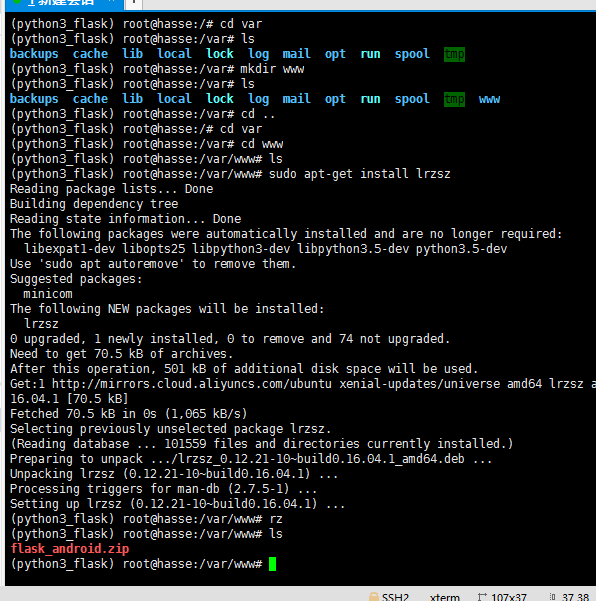 1 新建会话
(python3_flask) root@hasse:/# cd var
(python3_flask) root@hasse:/var# ls
backups cache lib local lock log mail opt run spool tmp
(python3_flask) root@hasse:/var# mkdir www
(python3_flask) root@hasse:/var# ls
backups cache lib local lock log mail opt run spool tmp www
(python3_flask) root@hasse:/var# cd ..
(python3_flask) root@hasse:/# cd var
(python3_flask) root@hasse:/var# cd www
(python3_flask) root@hasse:/var/www# ls
(python3_flask) root@hasse:/var/www# sudo apt-get install lrzsz
Reading package lists... Done
Building dependency tree
Reading state information... Done
The following packages were automatically installed and are no longer required:
libexpat1-dev libopts25 libpython3-dev libpython3.5-dev python3.5-dev
Use 'sudo apt autoremove' to remove them.
Suggested packages:
minicom
The following NEW packages will be installed:
lrzsz
0 upgraded, 1 newly installed, 0 to remove and 74 not upgraded.
Need to get 70.5 kB of archives.
After this operation, 501 kB of additional disk space will be used.
Get:1 http://mirrors.cloud.aliyuncs.com/ubuntu xenial-updates/universe amd64 lrzsz a
16.04.1 [70.5 kB]
Fetched 70.5 kB in 0s (1,065 kB/s)
Selecting previously unselected package lrzsz.
(Reading database ... 101559 files and directories currently installed.)
Preparing to unpack .../lrzsz_0.12.21-10~build0.16.04.1_amd64.deb ...
Unpacking lrzsz (0.12.21-10~build0.16.04.1) ...
Processing triggers for man-db (2.7.5-1) ...
Setting up lrzsz (0.12.21-10~build0.16.04.1) ...
(python3_flask) root@hasse:/var/www# rz
(python3_flask) root@hasse:/var/www# ls
flask_android.zip
(python3_flask) root@hasse:/var/www#
SSH2 xterm 107x37 37,38